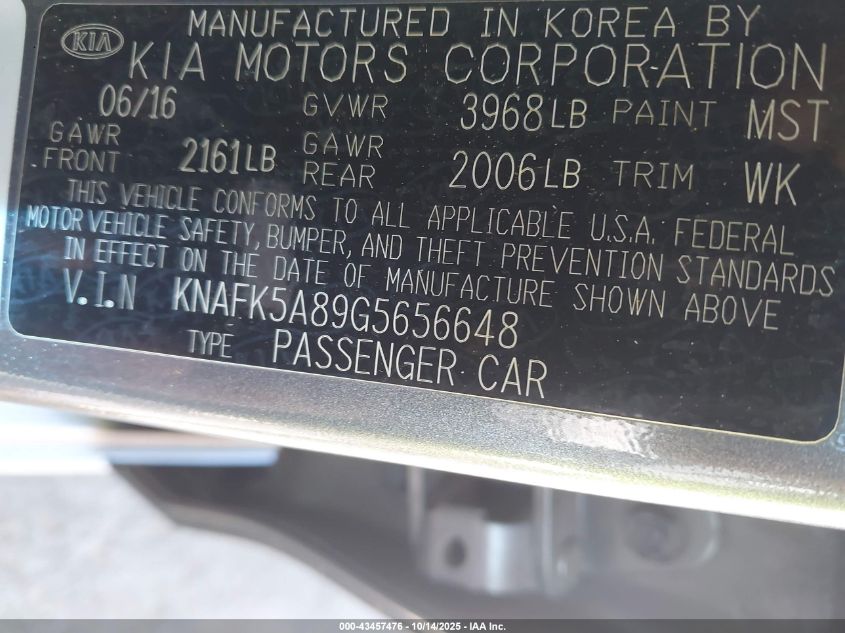 KIA
MANUFACTURED IN KOREA BY
KIA MOTORS CORPORATION
06/16 GVWR 3968LB PAINT MST
GAWR FRONT 2161LB GAWR REAR 2006LB TRIM WK
THIS VEHICLE CONFORMS TO ALL APPLICABLE U.S.A. FEDERAL
MOTOR VEHICLE SAFETY, BUMPER, AND THEFT PREVENTION STANDARDS
IN EFFECT ON THE DATE OF MANUFACTURE SHOWN ABOVE
V.I.N KNAFK5A89G5656648
TYPE PASSENGER CAR
000-43457476 - 10/14/2025 - IAA Inc.